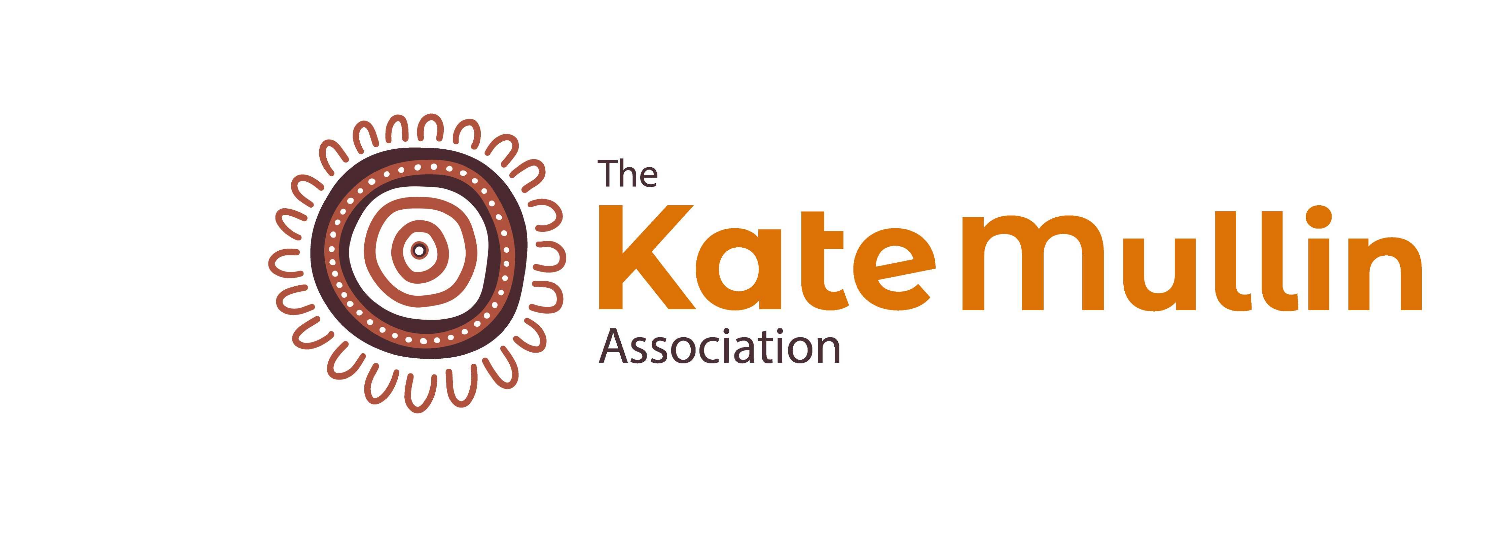 The
Kate Mullin
Association